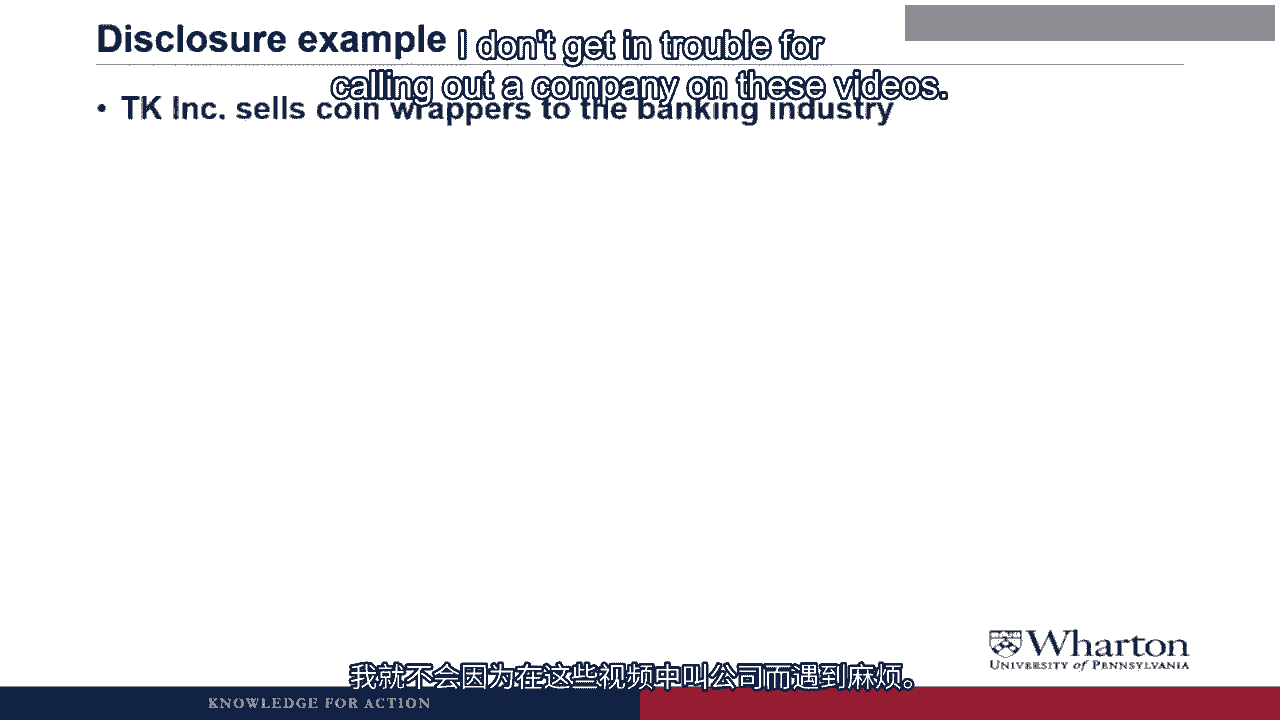 Disclosure example
I don't get in trouble for
calling out a company on these videos.
• TK Inc. sells coin wrappers to the banking industry
Wharton
UNIVERSITY of PENNSYLVANIA
我就不会因为在这些视频中叫公司而遇到麻烦。
KNOWLEDGE FOR ACTION